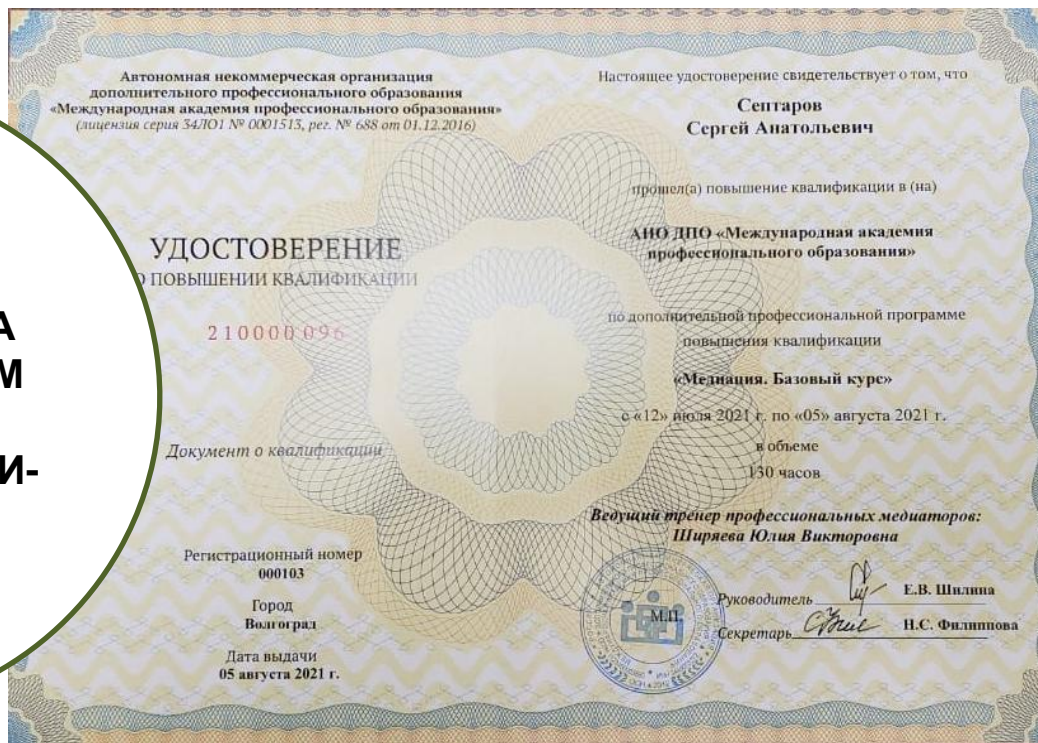 Автономная некоммерческая организация
дополнительного профессионального образования
«Международная академия профессионального образования»
(лицензия серия 34ЛО1 № 0001513, рег. № 688 от 01.12.2016)
УДОСТОВЕРЕНИЕ
О ПОВЫШЕНИИ КВАЛИФИКАЦИИ
210000096
Документ о квалификации
Регистрационный номер
000103
Город
Волгоград
Дата выдачи
05 августа 2021 г.
Настоящее удостоверение свидетельствует о том, что
Септаров
Сергей Анатольевич
прошел(а) повышение квалификации в (на)
АНО ДПО «Международная академия
профессионального образования»
по дополнительной профессиональной программе
повышения квалификации
«Медиация. Базовый курс»
с «12» июля 2021 г. по «05» августа 2021 г.
в объеме
130 часов
Ведущий тренер профессиональных медиаторов:
Ширяева Юлия Викторовна
М.П.
Руководитель Е.В. Шилина
Секретарь Н.С. Филиппова
А
М
И-